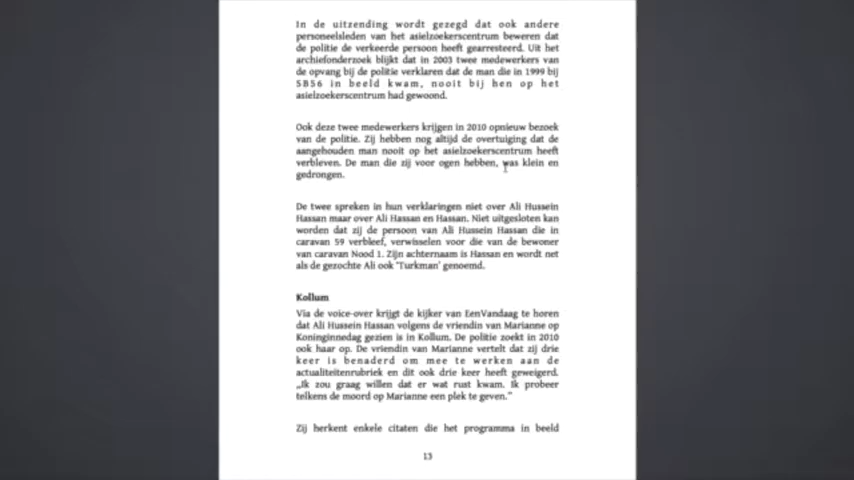 In de uitzending wordt gezegd dat ook andere
personeelsleden van het asielzoekerscentrum beweren dat
de politie de verkeerde persoon heeft gearresteerd. Uit het
archiefonderzoek blijkt dat in 2003 twee medewerkers van
de opvang bij de politie verklaren dat de man die in 1999 bij
SBS6 in beeld kwam, nooit bij hen op het
asielzoekerscentrum had gewoond.
Ook deze twee medewerkers krijgen in 2010 opnieuw bezoek
van de politie. Zij hebben nog altijd de overtuiging dat de
aangehouden man nooit op het asielzoekerscentrum heeft
verbleven. De man die zij voor ogen hebben, was klein en
gedrongen.
De twee spreken in hun verklaringen niet over Ali Hussein
Hassan maar over Ali Hassan en Hassan. Niet uitgesloten kan
worden dat zij de persoon van Ali Hussein Hassan die in
caravan 59 verbleef, verwisselen voor die van de bewoner
van caravan Nood 1. Zijn achternaam is Hassan en wordt net
als de gezochte Ali ook 'Turkman' genoemd.
Kollum
Via de voice-over krijgt de kijker van EenVandaag te horen
dat Ali Hussein Hassan volgens de vriendin van Marianne op
Koninginnedag gezien is in Kollum. De politie zoekt in 2010
ook haar op. De vriendin van Marianne vertelt dat zij drie
keer is benaderd om mee te werken aan de
actualiteitenrubriek en dit ook drie keer heeft geweigerd.
„Ik zou graag willen dat er wat rust kwam. Ik probeer
telkens de moord op Marianne een plek te geven.”
Zij herkent enkele citaten die het programma in beeld
13